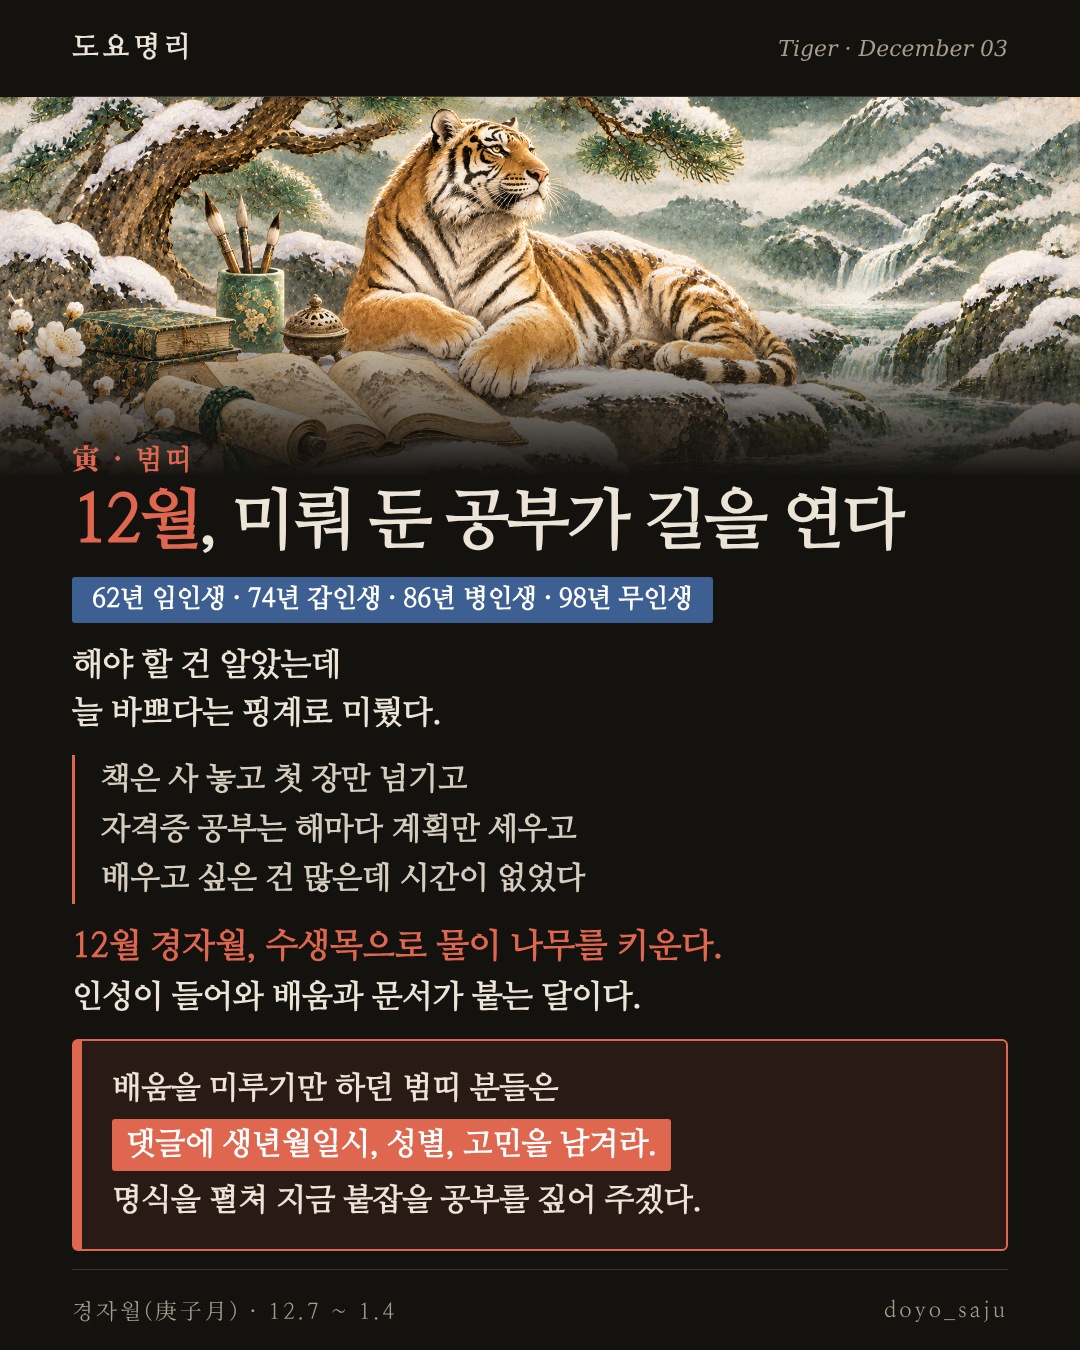 도요명리
Tiger · December 03
寅 · 범띠
12월, 미뤄 둔 공부가 길을 연다
62년 임인생 · 74년 갑인생 · 86년 병인생 · 98년 무인생
해야 할 건 알았는데
늘 바쁘다는 핑계로 미뤘다.
책은 사 놓고 첫 장만 넘기고
자격증 공부는 해마다 계획만 세우고
배우고 싶은 건 많은데 시간이 없었다
12월 경자월, 수생목으로 물이 나무를 키운다.
인성이 들어와 배움과 문서가 붙는 달이다.
배움을 미루기만 하던 범띠 분들은
댓글에 생년월일시, 성별, 고민을 남겨라.
명식을 펼쳐 지금 붙잡을 공부를 짚어 주겠다.
경자월(庚子月) · 12.7 ~ 1.4
doyo_saju